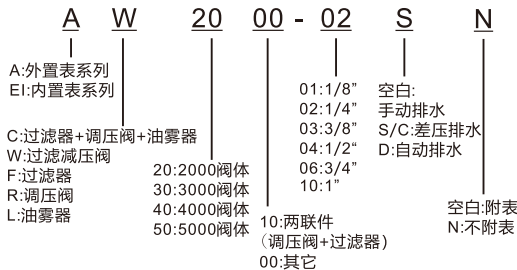 A W 20 00 - 02 S N
A:外置表系列
EI:内置表系列
C:过滤器+调压阀+油雾器
W:过滤减压阀
F:过滤器
R:调压阀
L:油雾器
20:2000阀体
30:3000阀体
40:4000阀体
50:5000阀体
10:两联件
(调压阀+过滤器)
00:其它
01:1/8”
02:1/4”
03:3/8“
04:1/2“
06:3/4”
10:1”
空白:
手动排水
S/C:差压排水
D:自动排水
空白:附表
N:不附表